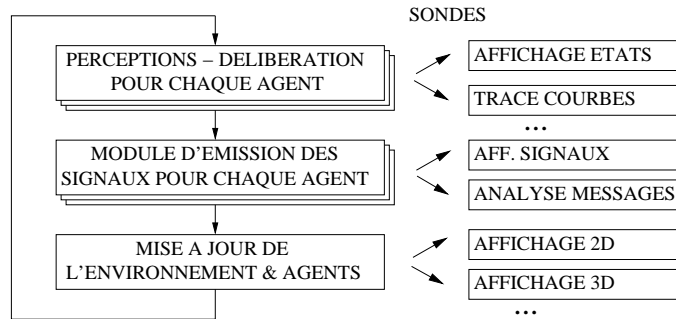 SONDES
PERCEPTIONS – DELIBERATION
POUR CHAQUE AGENT
AFFICHAGE ETATS
TRACE COURBES
...
MODULE D'EMISSION DES
SIGNAUX POUR CHAQUE AGENT
AFF. SIGNAUX
ANALYSE MESSAGES
MISE A JOUR DE
L'ENVIRONNEMENT & AGENTS
AFFICHAGE 2D
AFFICHAGE 3D
...